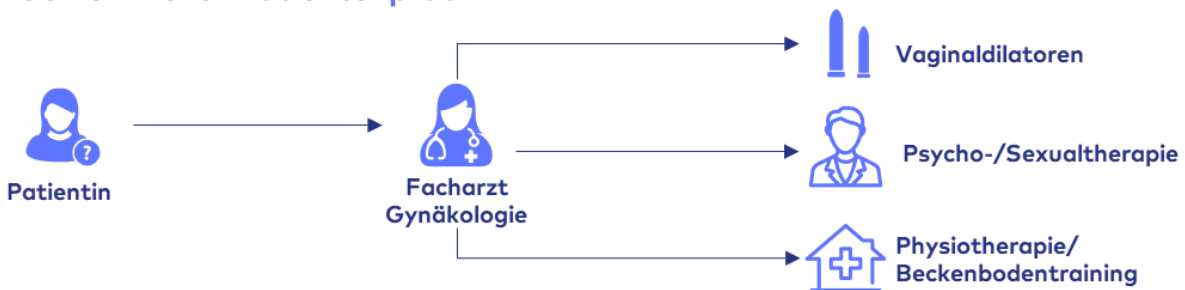 Patientin
Facharzt
Gynäkologie
Vaginaldilatoren
Psycho-/Sexualtherapie
Physiotherapie/
Beckenbodentraining
?